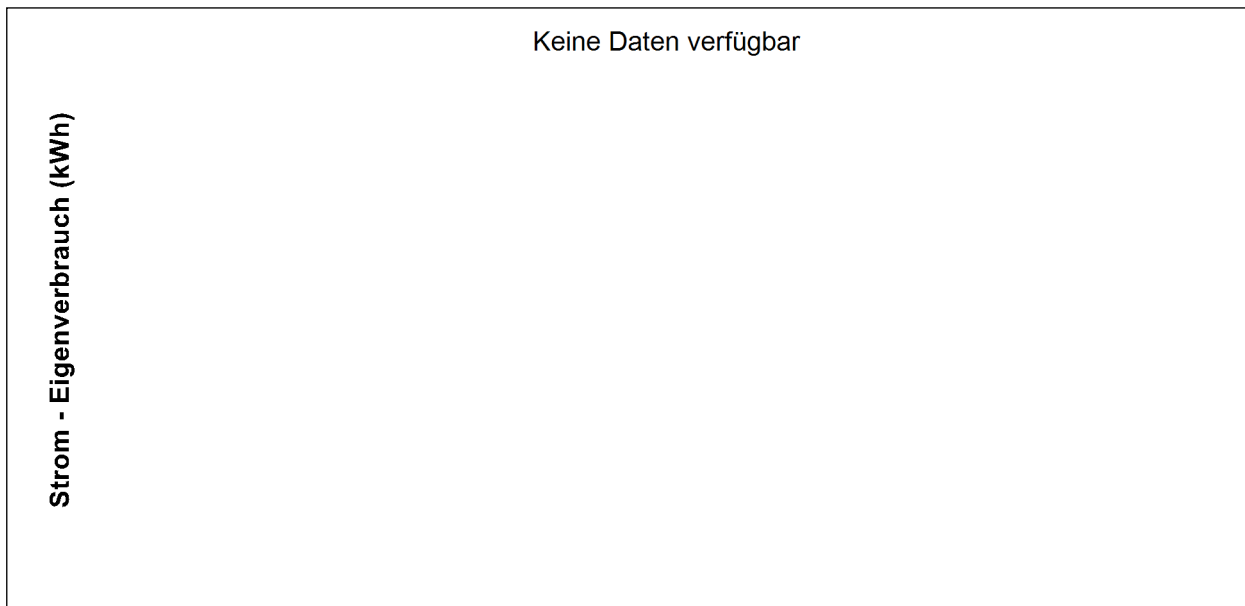 Keine Daten verfügbar
Strom - Eigenverbrauch (kWh)